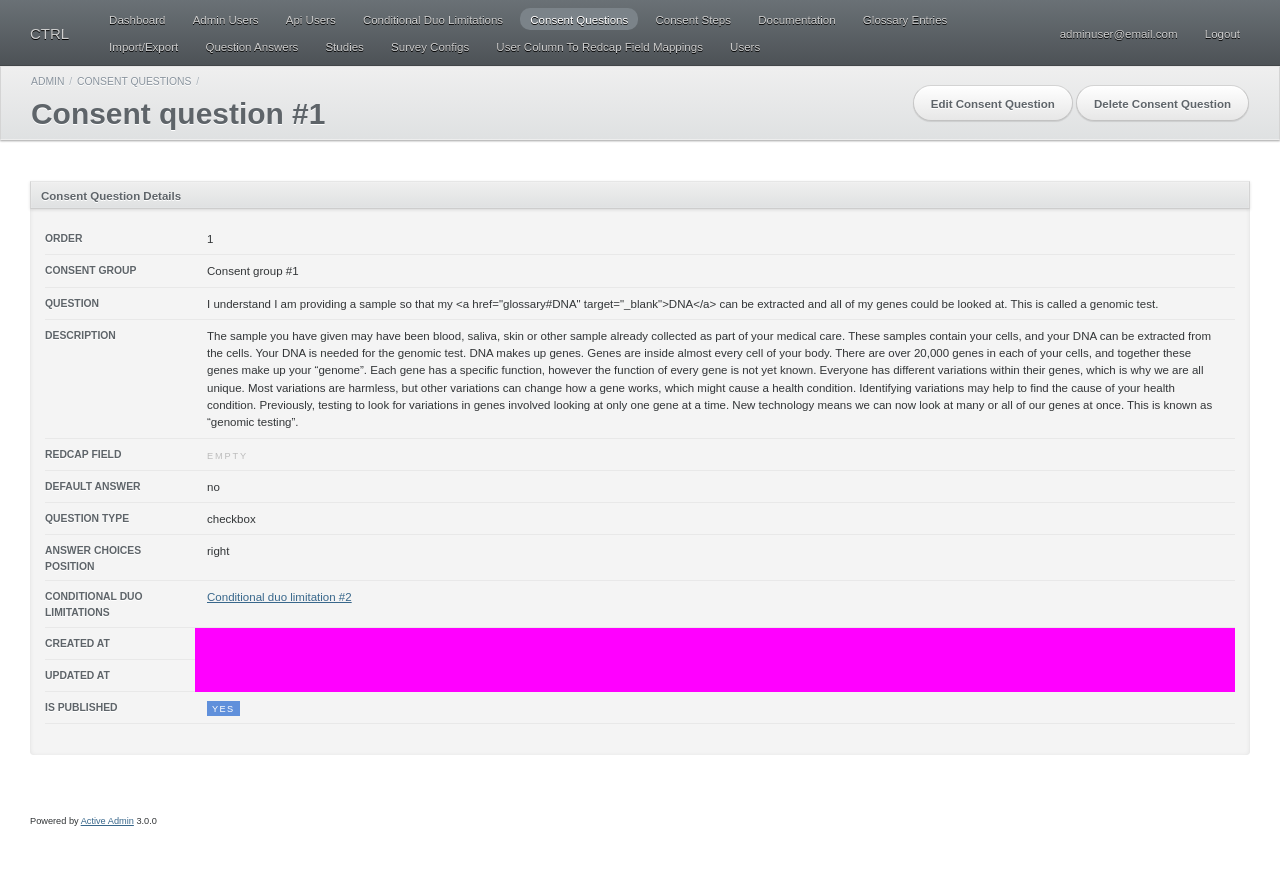 CTRL
Dashboard Admin Users Api Users Conditional Duo Limitations Consent Questions Consent Steps Documentation Glossary Entries
Import/Export Question Answers Studies Survey Configs User Column To Redcap Field Mappings Users
adminuser@email.com Logout
ADMIN / CONSENT QUESTIONS /
Consent question #1
Edit Consent Question Delete Consent Question
Consent Question Details
ORDER 1
CONSENT GROUP Consent group #1
QUESTION I understand I am providing a sample so that my <a href="glossary#DNA" target="_blank">DNA</a> can be extracted and all of my genes could be looked at. This is called a genomic test.
DESCRIPTION The sample you have given may have been blood, saliva, skin or other sample already collected as part of your medical care. These samples contain your cells, and your DNA can be extracted from
the cells. Your DNA is needed for the genomic test. DNA makes up genes. Genes are inside almost every cell of your body. There are over 20,000 genes in each of your cells, and together these
genes make up your “genome”. Each gene has a specific function, however the function of every gene is not yet known. Everyone has different variations within their genes, which is why we are all
unique. Most variations are harmless, but other variations can change how a gene works, which might cause a health condition. Identifying variations may help to find the cause of your health
condition. Previously, testing to look for variations in genes involved looking at only one gene at a time. New technology means we can now look at many or all of our genes at once. This is known as
“genomic testing”.
REDCAP FIELD EMPTY
DEFAULT ANSWER no
QUESTION TYPE checkbox
ANSWER CHOICES right
POSITION
CONDITIONAL DUO Conditional duo limitation #2
LIMITATIONS
CREATED AT
UPDATED AT
IS PUBLISHED YES
Powered by Active Admin 3.0.0